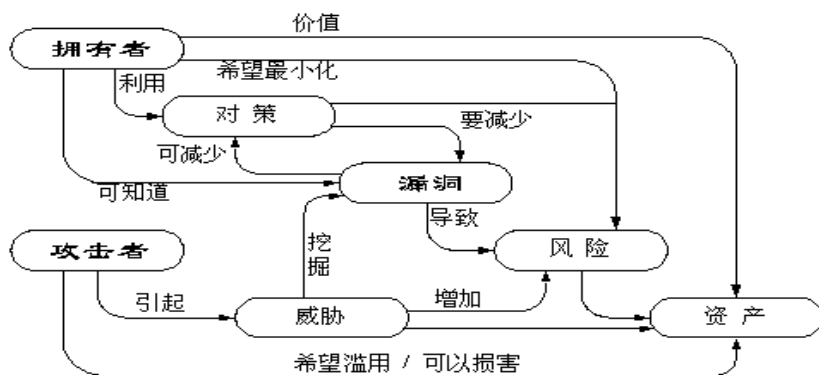 价值
拥有者
利用
希望最小化
对 策
要减少
可减少
漏洞
可知道
导致
挖
掘
攻击者
风 险
引起
增加
威胁
资 产
希望滥用 / 可以损害